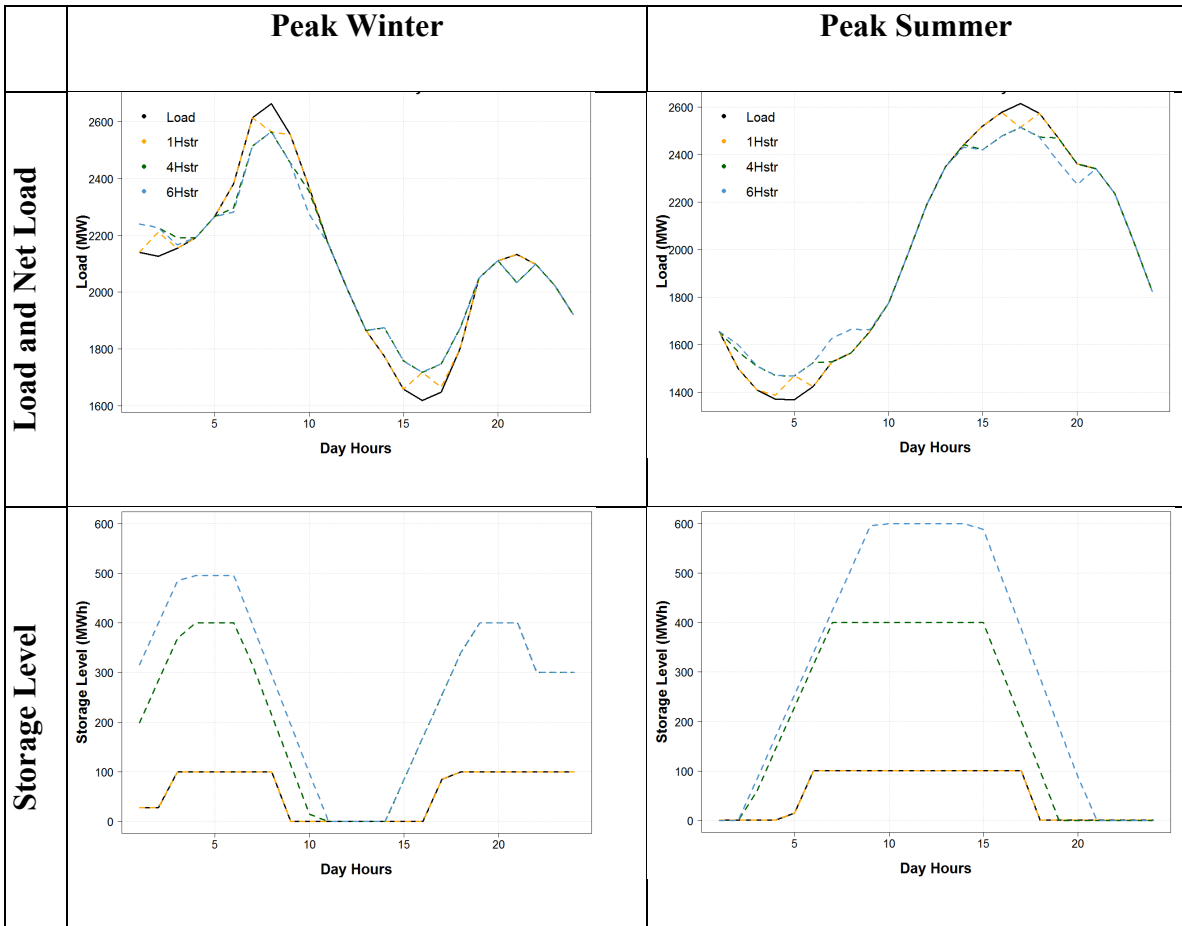 Peak Winter
Peak Summer
Load and Net Load
Load (MW)
2600
2400
2200
2000
1800
1600
Load
1Hstr
4Hstr
6Hstr
5
10
15
20
Day Hours
Load (MW)
2600
2400
2200
2000
1800
1600
1400
Load
1Hstr
4Hstr
6Hstr
5
10
15
20
Day Hours
Storage Level
Storage Level (MWh)
600
500
400
300
200
100
0
5
10
15
20
Day Hours
Storage Level (MWh)
600
500
400
300
200
100
0
5
10
15
20
Day Hours